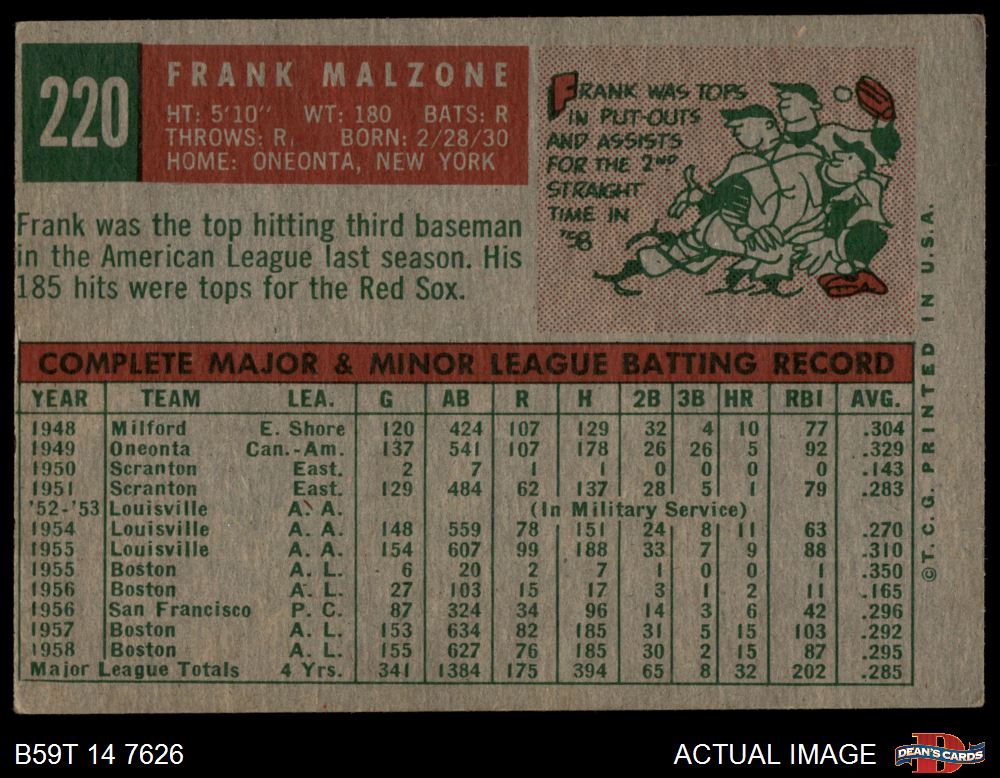 220
FRANK MALZONE
HT: 5'10" WT: 180 BATS: R
THROWS: R. BORN: 2/28/30
HOME: ONEONTA, NEW YORK
FRANK WAS TOPS
IN PUT-OUTS
AND ASSISTS
FOR THE 2ND
STRAIGHT
TIME IN
'58
Frank was the top hitting third baseman
in the American League last season. His
185 hits were tops for the Red Sox.
COMPLETE MAJOR & MINOR LEAGUE BATTING RECORD
YEAR TEAM LEA. G AB R H 2B 3B HR RBI AVG.
1948 Milford E. Shore 120 424 107 129 32 4 10 77 .304
1949 Oneonta Can.-Am. 137 541 107 178 26 26 5 92 .329
1950 Scranton East. 2 7 1 1 0 0 0 0 .143
1951 Scranton East. 129 484 62 137 28 5 1 79 .283
'52-'53 Louisville A. A. (In Military Service)
1954 Louisville A. A. 148 559 78 151 24 8 11 63 .270
1955 Louisville A. A. 154 607 99 188 33 7 9 88 .310
1955 Boston A. L. 6 20 2 7 1 0 0 1 .350
1956 Boston A. L. 27 103 15 17 3 1 2 11 .165
1956 San Francisco P. C. 87 324 34 96 14 3 6 42 .296
1957 Boston A. L. 153 634 82 185 31 5 15 103 .292
1958 Boston A. L. 155 627 76 185 30 2 15 87 .295
Major League Totals 4 Yrs. 341 1384 175 394 65 8 32 202 .285
©T.C.G. PRINTED IN U.S.A.
B59T 14 7626
ACTUAL IMAGE
DEAN'S CARDS